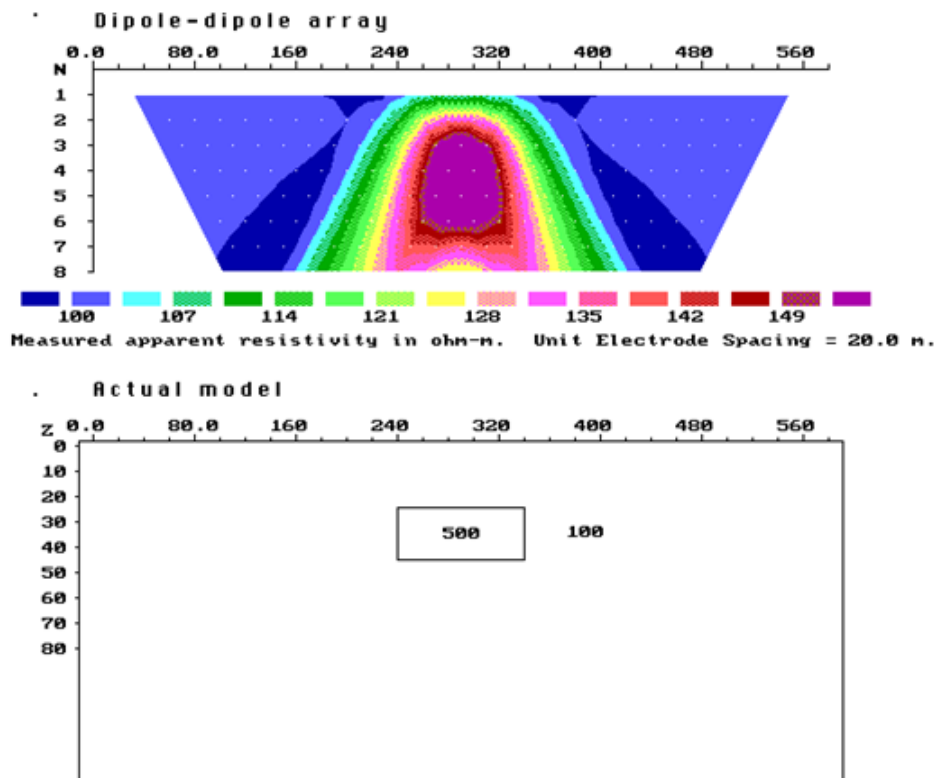 Dipole-dipole array
0.0 80.0 160 240 320 400 480 560
N
1
2
3
4
5
6
7
8
100 107 114 121 128 135 142 149
Measured apparent resistivity in ohm-m. Unit Electrode Spacing = 20.0 m.
Actual model
Z 0.0 80.0 160 240 320 400 480 560
0
10
20
30
500 100
40
50
60
70
80